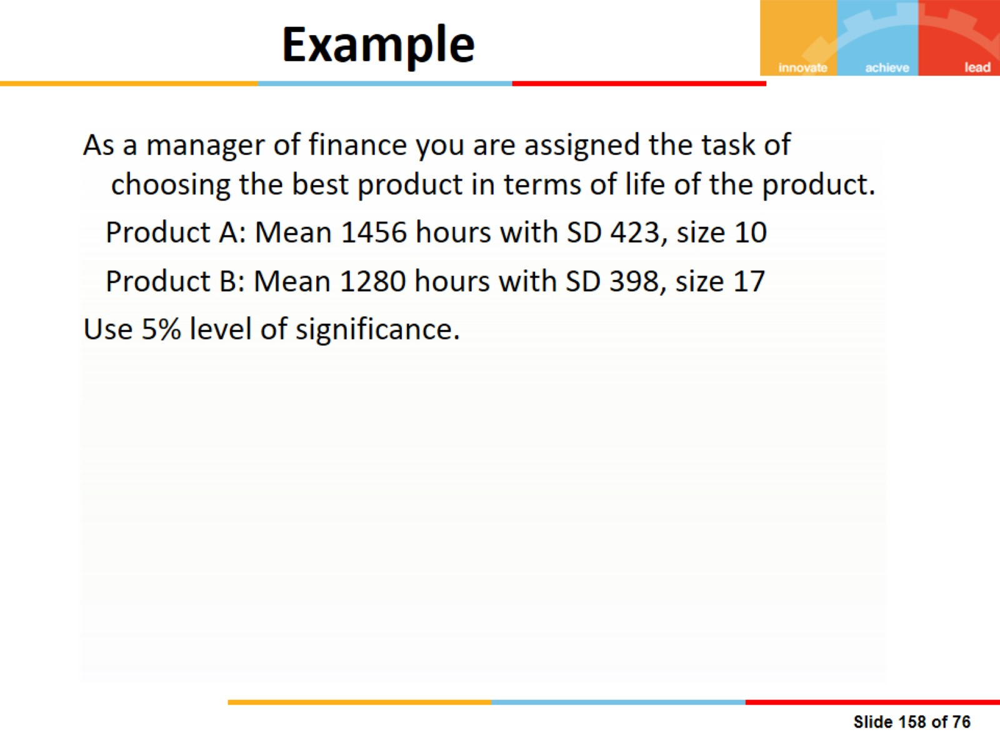 Example
innovate achieve lead
As a manager of finance you are assigned the task of
choosing the best product in terms of life of the product.
Product A: Mean 1456 hours with SD 423, size 10
Product B: Mean 1280 hours with SD 398, size 17
Use 5% level of significance.
Slide 158 of 76